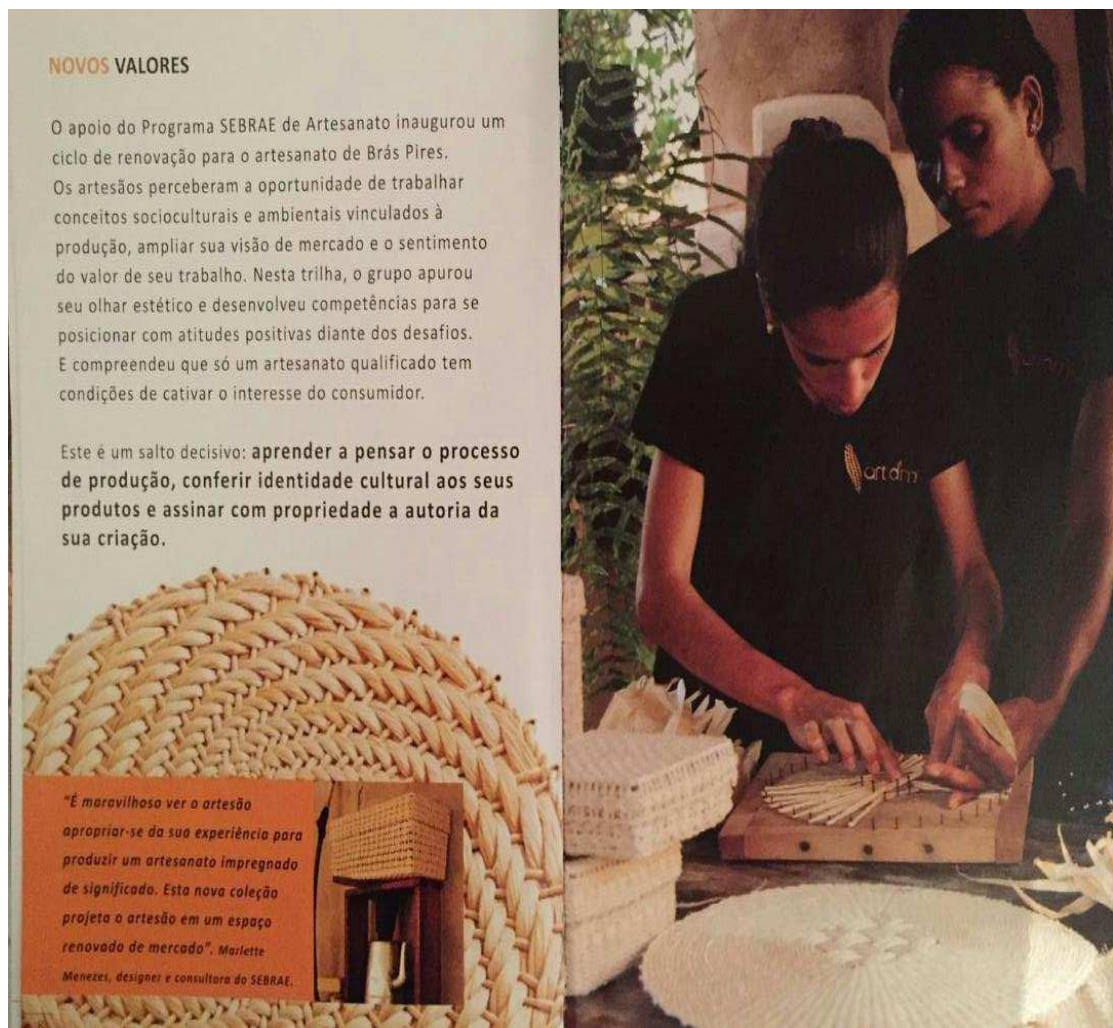 NOVOS VALORES
O apoio do Programa SEBRAE de Artesanato inaugurou um
ciclo de renovação para o artesanato de Brás Pires.
Os artesãos perceberam a oportunidade de trabalhar
conceitos socioculturais e ambientais vinculados à
produção, ampliar sua visão de mercado e o sentimento
do valor de seu trabalho. Nesta trilha, o grupo apurou
seu olhar estético e desenvolveu competências para se
posicionar com atitudes positivas diante dos desafios.
E compreendeu que só um artesanato qualificado tem
condições de cativar o interesse do consumidor.
Este é um salto decisivo: aprender a pensar o processo
de produção, conferir identidade cultural aos seus
produtos e assinar com propriedade a autoria da
sua criação.
"É maravilhoso ver o artesão
apropriar-se da sua experiência para
produzir um artesanato impregnado
de significado. Esta nova coleção
projeta o artesão em um espaço
renovado de mercado". Marlette
Menezes, designer e consultora do SEBRAE.